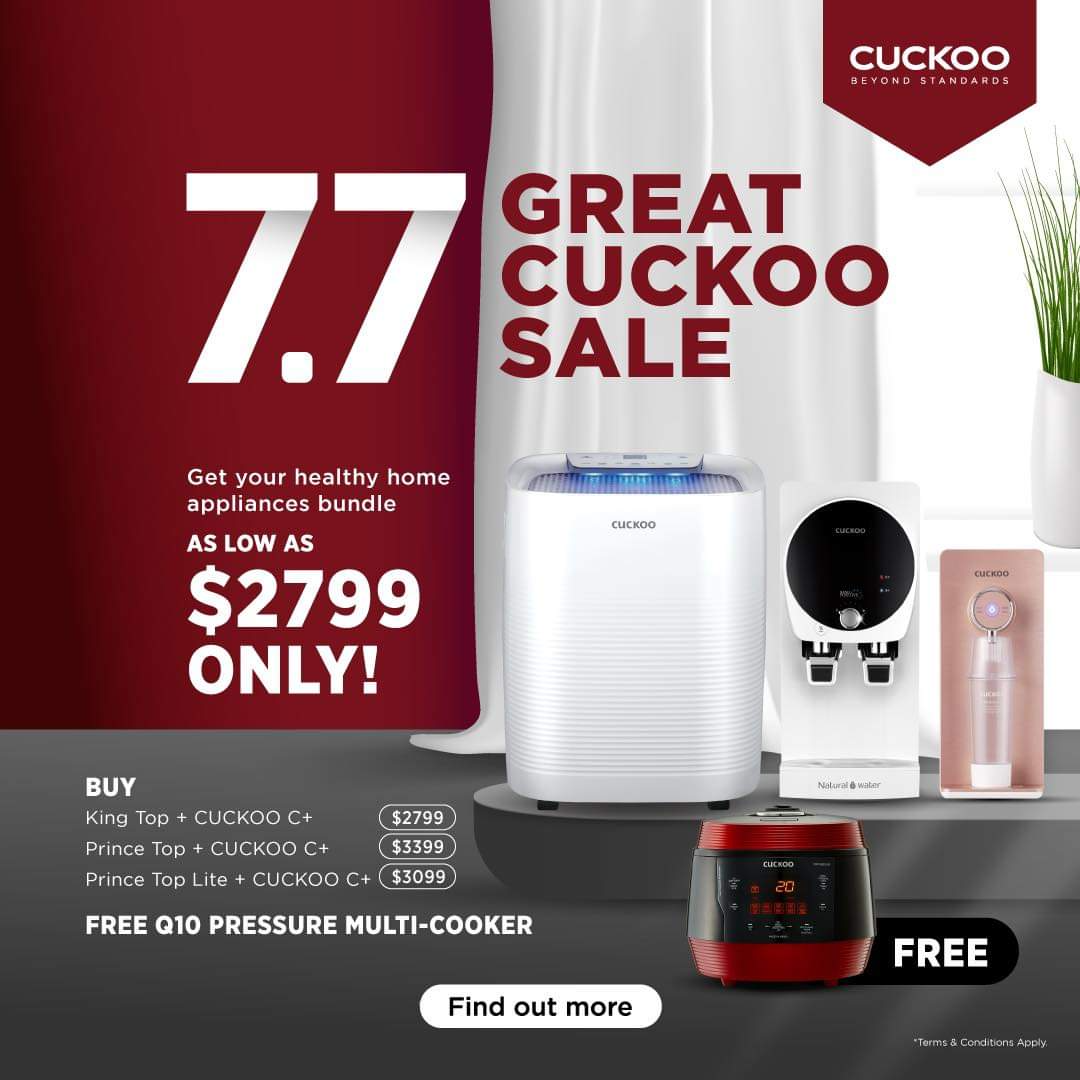 CUCKOO
BEYOND STANDARDS
7.7
GREAT
CUCKOO
SALE
Get your healthy home
appliances bundle
AS LOW AS
$2799
ONLY!
CUCKOO
CUCKOO
CUCKOO
CUCKOO
Natural water
BUY
King Top + CUCKOO C+ $2799
Prince Top + CUCKOO C+ $3399
Prince Top Lite + CUCKOO C+ $3099
FREE Q10 PRESSURE MULTI-COOKER
CUCKOO
20
FREE
Find out more
*Terms & Conditions Apply.